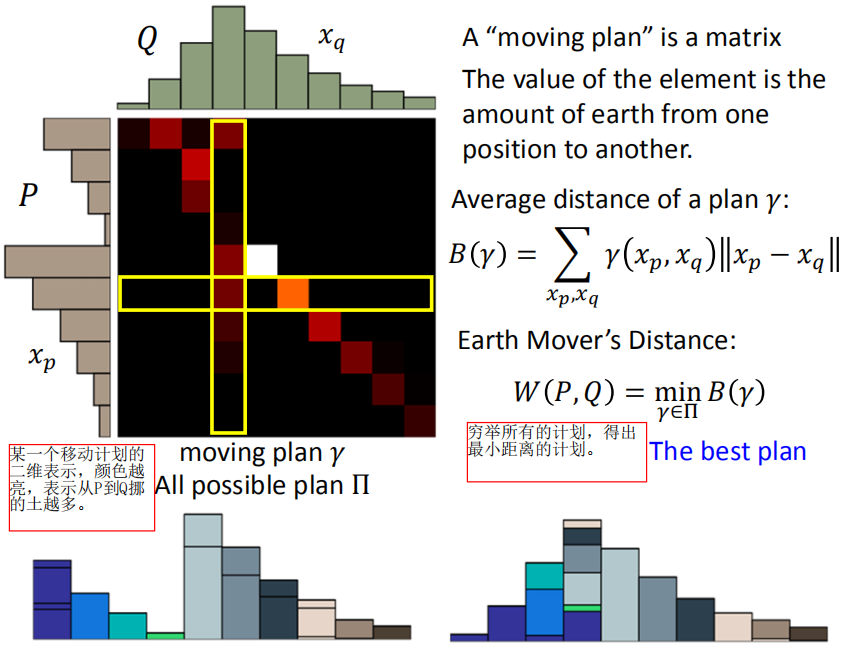 Q
x_q
P
x_p
A “moving plan” is a matrix
The value of the element is the
amount of earth from one
position to another.
Average distance of a plan γ:
B(γ) = ∑ γ(x_p, x_q)‖x_p − x_q‖
x_p,x_q
Earth Mover’s Distance:
W(P, Q) = min B(γ)
γ∈Π
穷举所有的计划，得出
最小距离的计划。
The best plan
某一个移动计划的
二维表示，颜色越
亮，表示从P到Q挪
的土越多。
moving plan γ
All possible plan Π